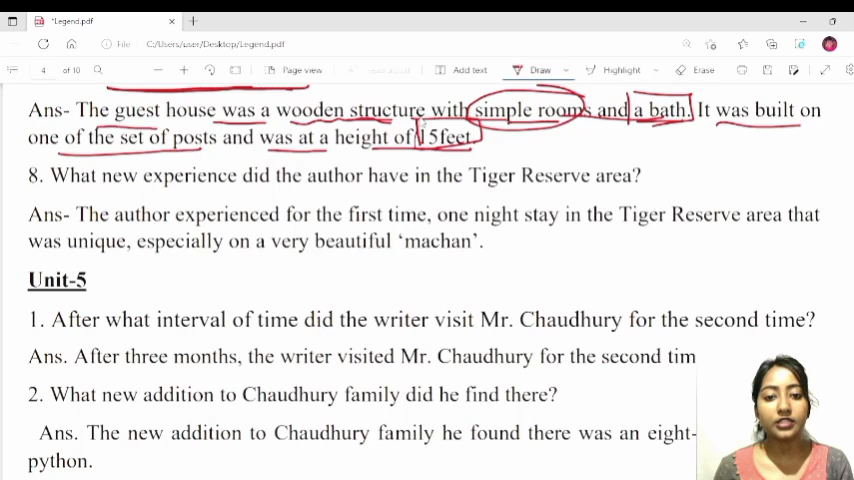 *Legend.pdf
File
C:/Users/user/Desktop/Legend.pdf
4 of 10
Page view
Add text
Draw
Highlight
Erase
Ans- The guest house was a wooden structure with simple rooms and a bath. It was built on
one of the set of posts and was at a height of 15feet.
8. What new experience did the author have in the Tiger Reserve area?
Ans- The author experienced for the first time, one night stay in the Tiger Reserve area that
was unique, especially on a very beautiful ‘machan’.
Unit-5
1. After what interval of time did the writer visit Mr. Chaudhury for the second time?
Ans. After three months, the writer visited Mr. Chaudhury for the second tim
2. What new addition to Chaudhury family did he find there?
Ans. The new addition to Chaudhury family he found there was an eight-
python.